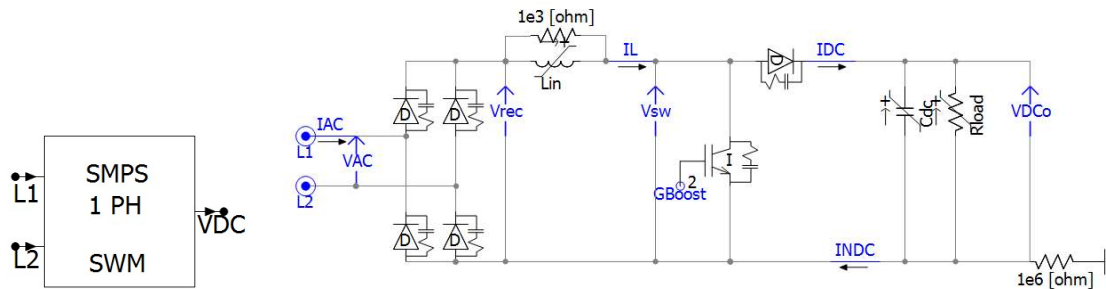 L1
L2
SMPS
1 PH
SWM
VDC
IAC
L1
VAC
L2
D
D
D
D
Vrec
1e3 [ohm]
+
Lin
IL
Vsw
GBoost
2
I
D
IDC
+
Cdc
+
Rload
VDCo
INDC
1e6 [ohm]